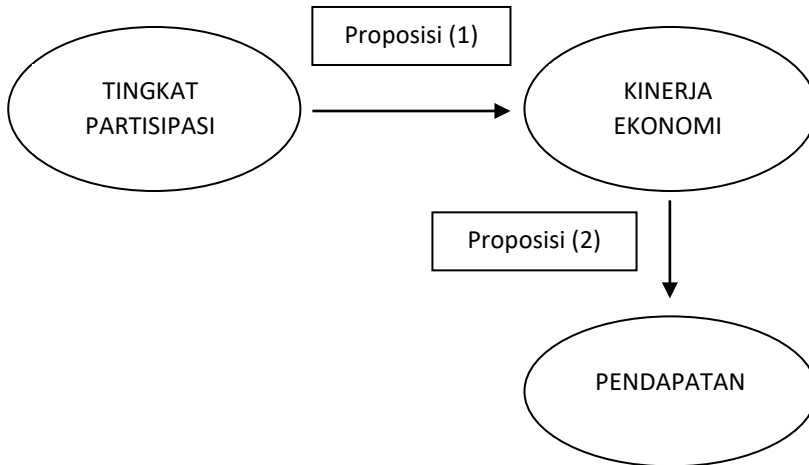 Proposisi (1)
TINGKAT
PARTISIPASI
KINERJA
EKONOMI
Proposisi (2)
PENDAPATAN